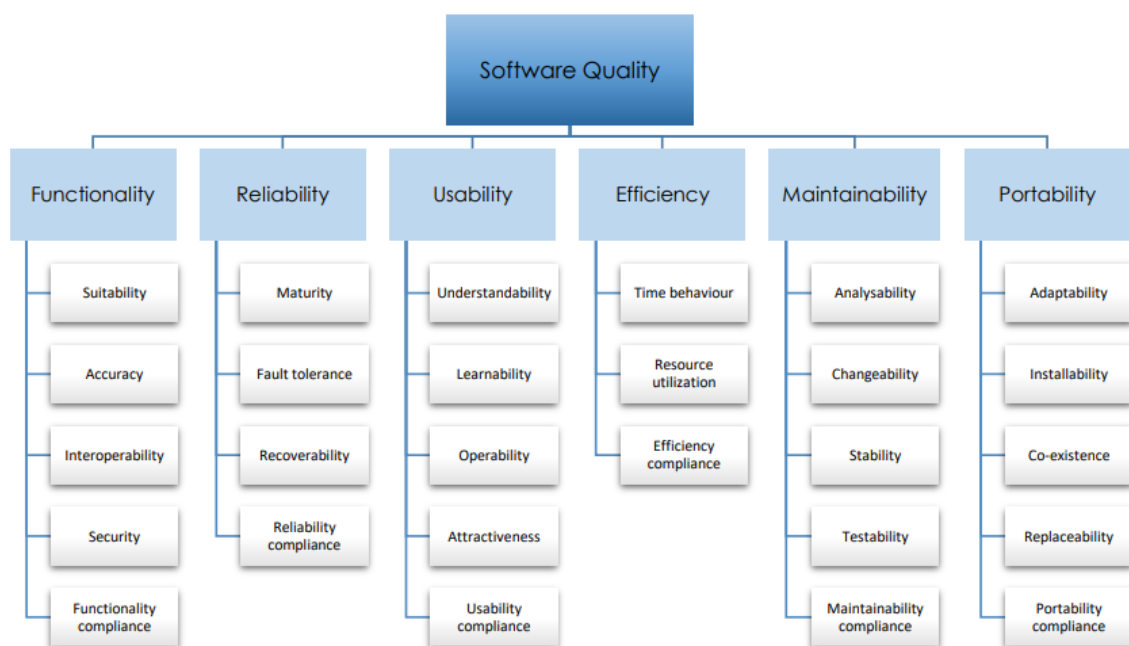 Software Quality
Functionality
Reliability
Usability
Efficiency
Maintainability
Portability
Suitability
Accuracy
Interoperability
Security
Functionality
compliance
Maturity
Fault tolerance
Recoverability
Reliability
compliance
Understandability
Learnability
Operability
Attractiveness
Usability
compliance
Time behaviour
Resource
utilization
Efficiency
compliance
Analysability
Changeability
Stability
Testability
Maintainability
compliance
Adaptability
Installability
Co-existence
Replaceability
Portability
compliance